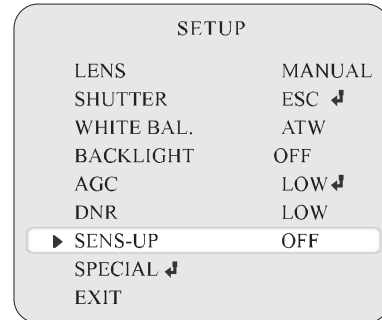 SETUP
LENS MANUAL
SHUTTER ESC ↲
WHITE BAL. ATW
BACKLIGHT OFF
AGC LOW ↲
DNR LOW
▶ SENS-UP OFF
SPECIAL ↲
EXIT